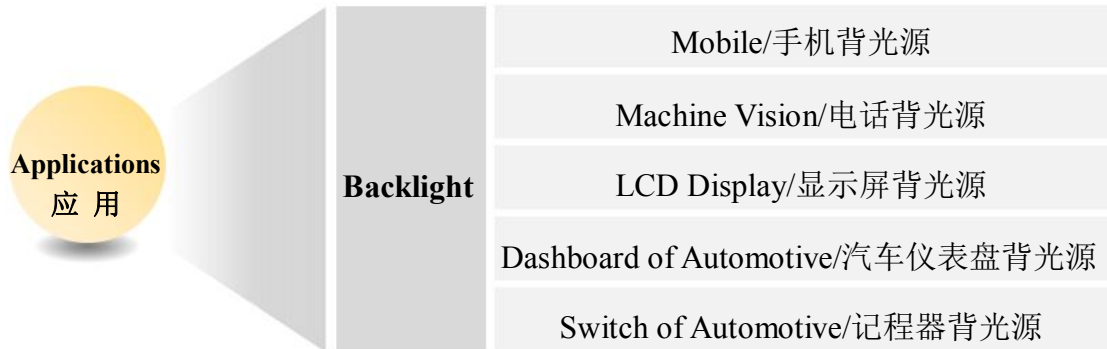 Applications
应 用
Backlight
Mobile/手机背光源
Machine Vision/电话背光源
LCD Display/显示屏背光源
Dashboard of Automotive/汽车仪表盘背光源
Switch of Automotive/记程器背光源